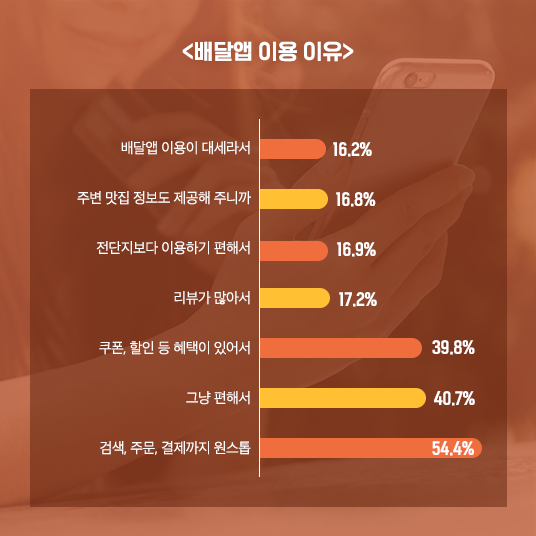 <배달앱 이용 이유>
배달앱 이용이 대세라서 16.2%
주변 맛집 정보도 제공해 주니까 16.8%
전단지보다 이용하기 편해서 16.9%
리뷰가 많아서 17.2%
쿠폰, 할인 등 혜택이 있어서 39.8%
그냥 편해서 40.7%
검색, 주문, 결제까지 원스톱 54.4%